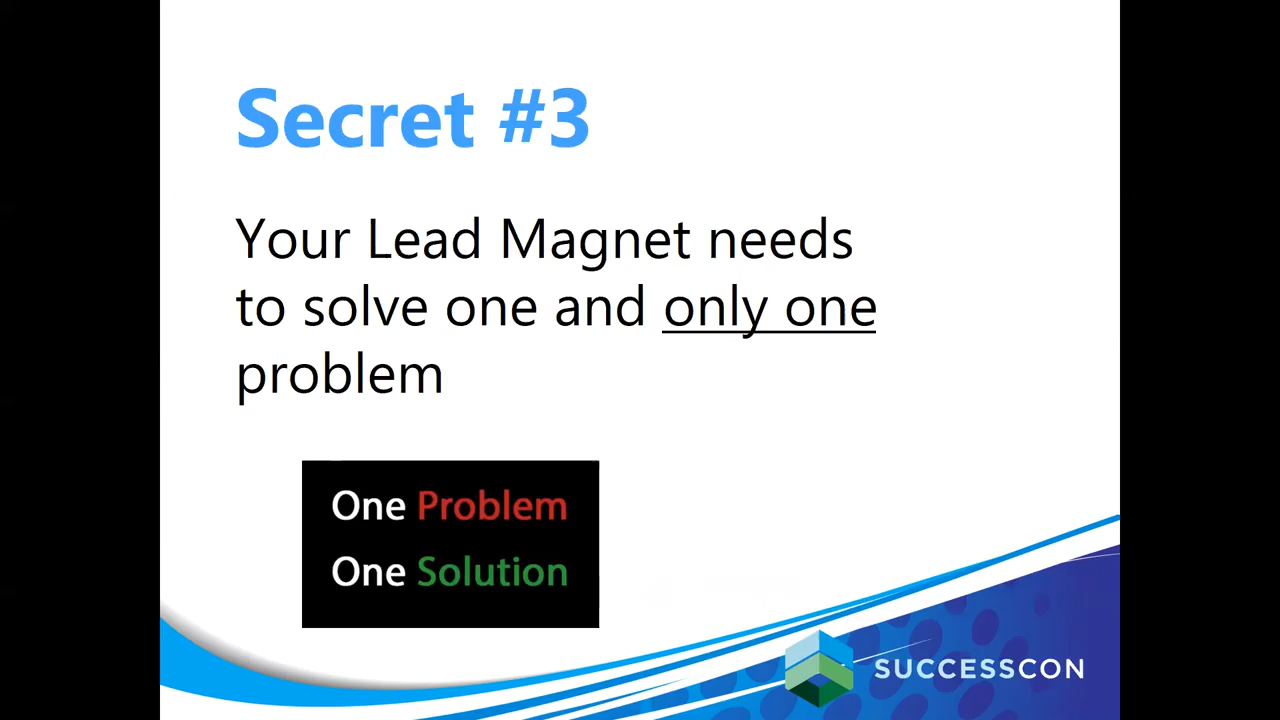 Secret #3
Your Lead Magnet needs
to solve one and only one
problem
One Problem
One Solution
SUCCESSCON